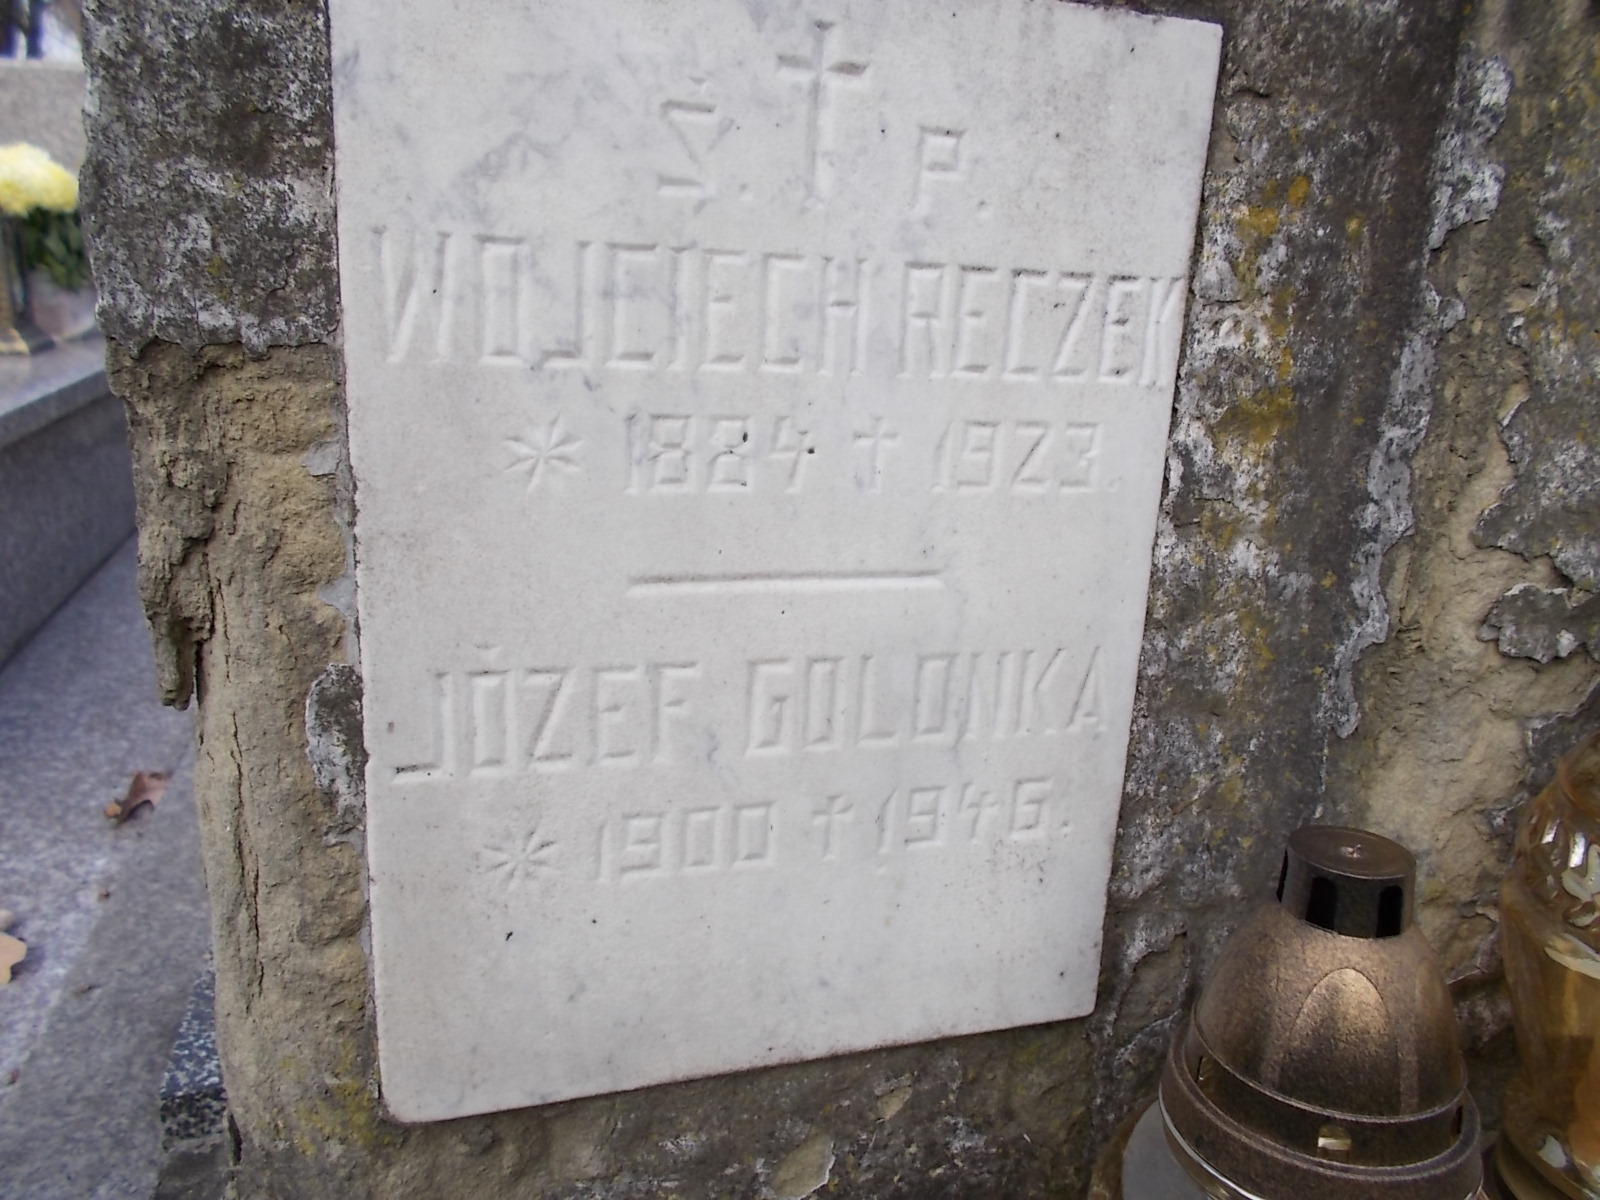 Ś. † P.
WOJCIECH RECZEK
* 1884 † 1923.
JÓZEF GOLONKA
* 1900 † 1946.